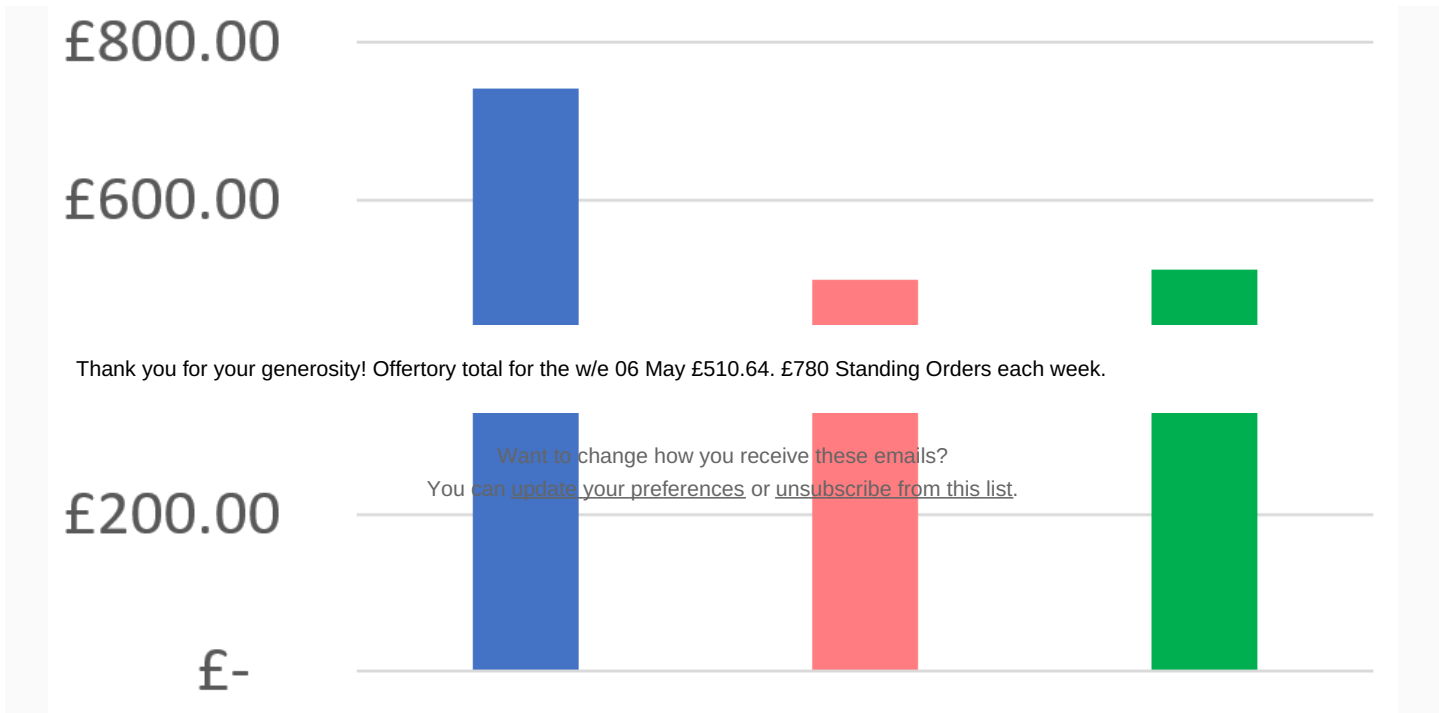 £800.00
£600.00
Thank you for your generosity! Offertory total for the w/e 06 May £510.64. £780 Standing Orders each week.
Want to change how you receive these emails?
You can update your preferences or unsubscribe from this list.
£200.00
£-